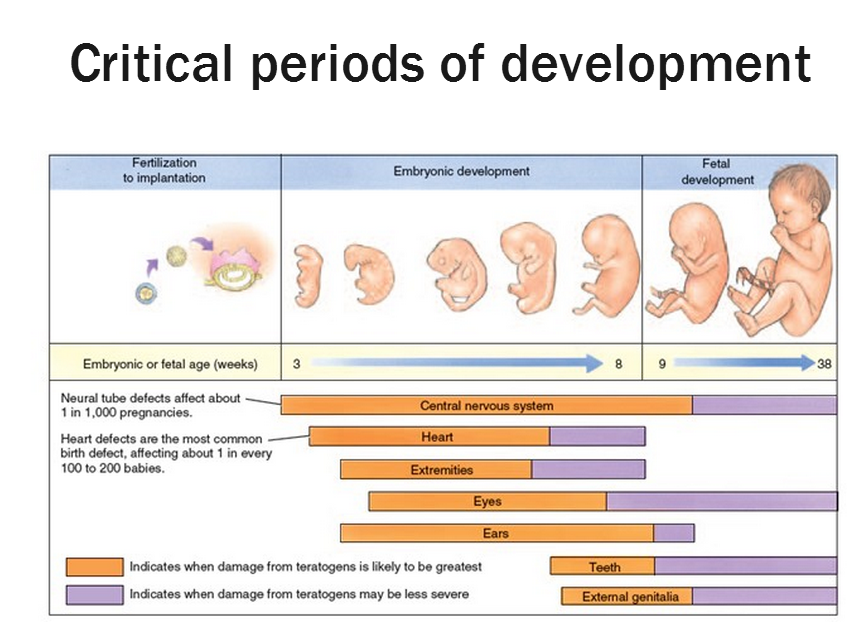 Critical periods of development
Fertilization
to implantation
Embryonic development
Fetal
development
Embryonic or fetal age (weeks)
3
8
9
38
Neural tube defects affect about
1 in 1,000 pregnancies.
Central nervous system
Heart defects are the most common
birth defect, affecting about 1 in every
100 to 200 babies.
Heart
Extremities
Eyes
Ears
Indicates when damage from teratogens is likely to be greatest
Teeth
Indicates when damage from teratogens may be less severe
External genitalia